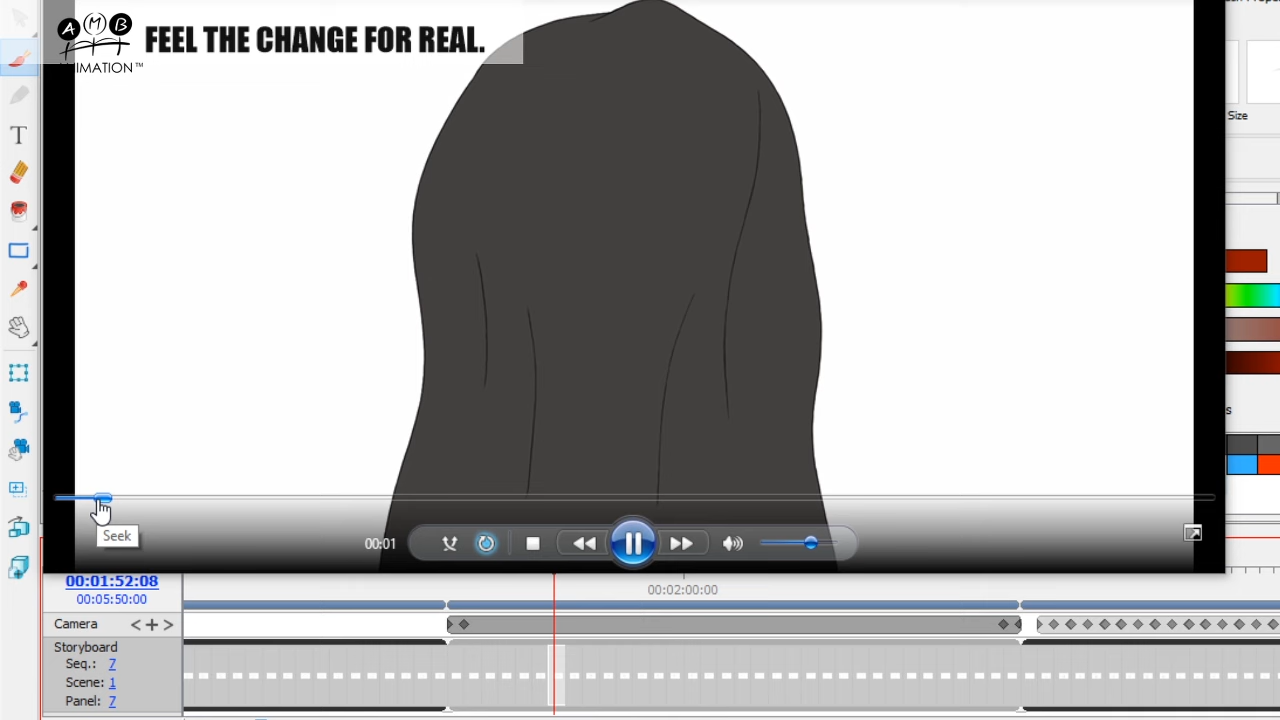 AMB
ANIMATION™
FEEL THE CHANGE FOR REAL.
T
Size
s
Seek
00:01
00:01:52:08
00:05:50:00
00:02:00:00
Camera
Storyboard
Seq.: 7
Scene: 1
Panel: 7